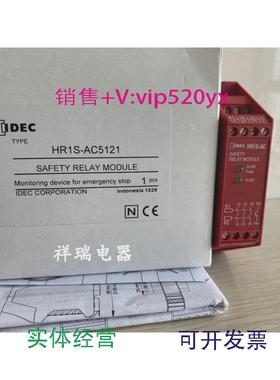 销售+V:vip520yx
IDEC
TYPE
HR1S-AC5121
SAFETY RELAY MODULE
Monitoring device for emergency stop 1 pcs
IDEC CORPORATION Indonesia 1529
N
IDEC HR1S-AC
SAFETY
RELAY MODULE
祥瑞电器
实体经营
可开发票